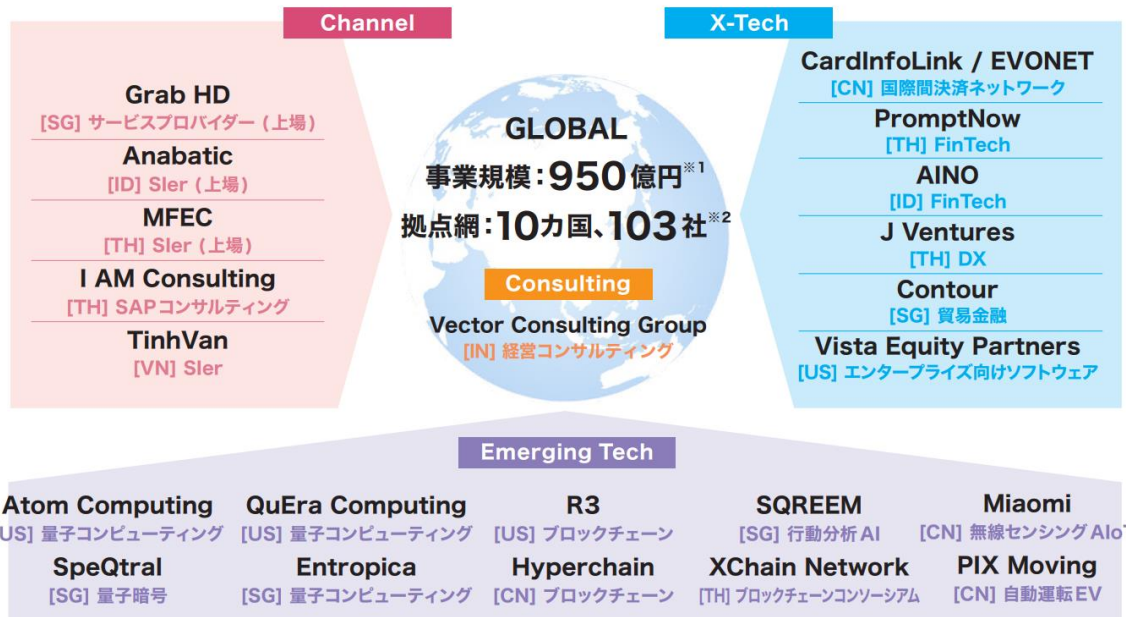 Channel
Grab HD
[SG] サービスプロバイダー (上場)
Anabatic
[ID] SIer (上場)
MFEC
[TH] SIer (上場)
I AM Consulting
[TH] SAPコンサルティング
TinhVan
[VN] SIer
GLOBAL
事業規模:950億円※1
拠点網:10カ国、103社※2
Consulting
Vector Consulting Group
[IN] 経営コンサルティング
X-Tech
CardInfoLink / EVONET
[CN] 国際間決済ネットワーク
PromptNow
[TH] FinTech
AINO
[ID] FinTech
J Ventures
[TH] DX
Contour
[SG] 貿易金融
Vista Equity Partners
[US] エンタープライズ向けソフトウェア
Emerging Tech
Atom Computing QuEra Computing R3 SQREEM Miaomi
US] 量子コンピューティング [US] 量子コンピューティング [US] ブロックチェーン [SG] 行動分析AI [CN] 無線センシングAIoT
SpeQtral Entropica Hyperchain XChain Network PIX Moving
[SG] 量子暗号 [SG] 量子コンピューティング [CN] ブロックチェーン [TH] ブロックチェーンコンソーシアム [CN] 自動運転EV